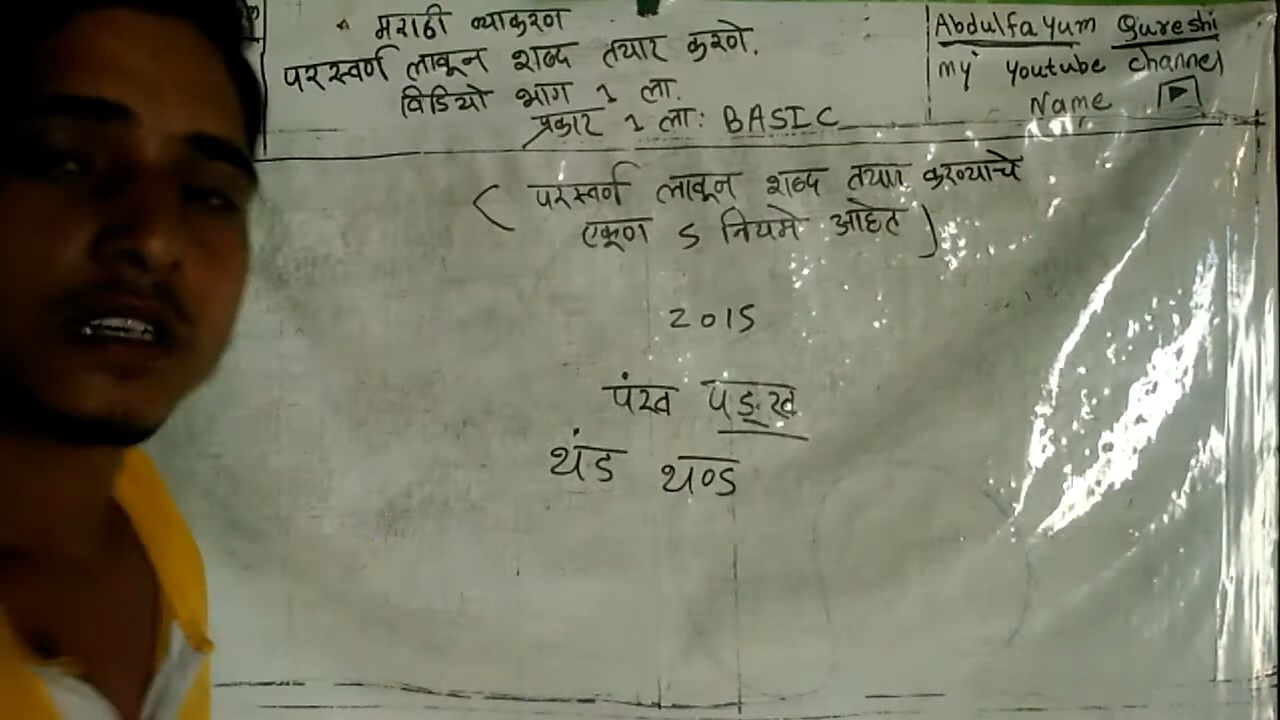 * मराठी व्याकरण
परस्वर्ण लावून शब्द तयार करणे.
विडियो भाग १ ला.
प्रकार १ ला: BASIC
Abdulfayum Qureshi
my Youtube channel
Name
( परस्वर्ण लावून शब्द तयार करण्याचे
एकूण 5 नियमे आहेत )
2015
पंख पङ्ख
थंड थण्ड